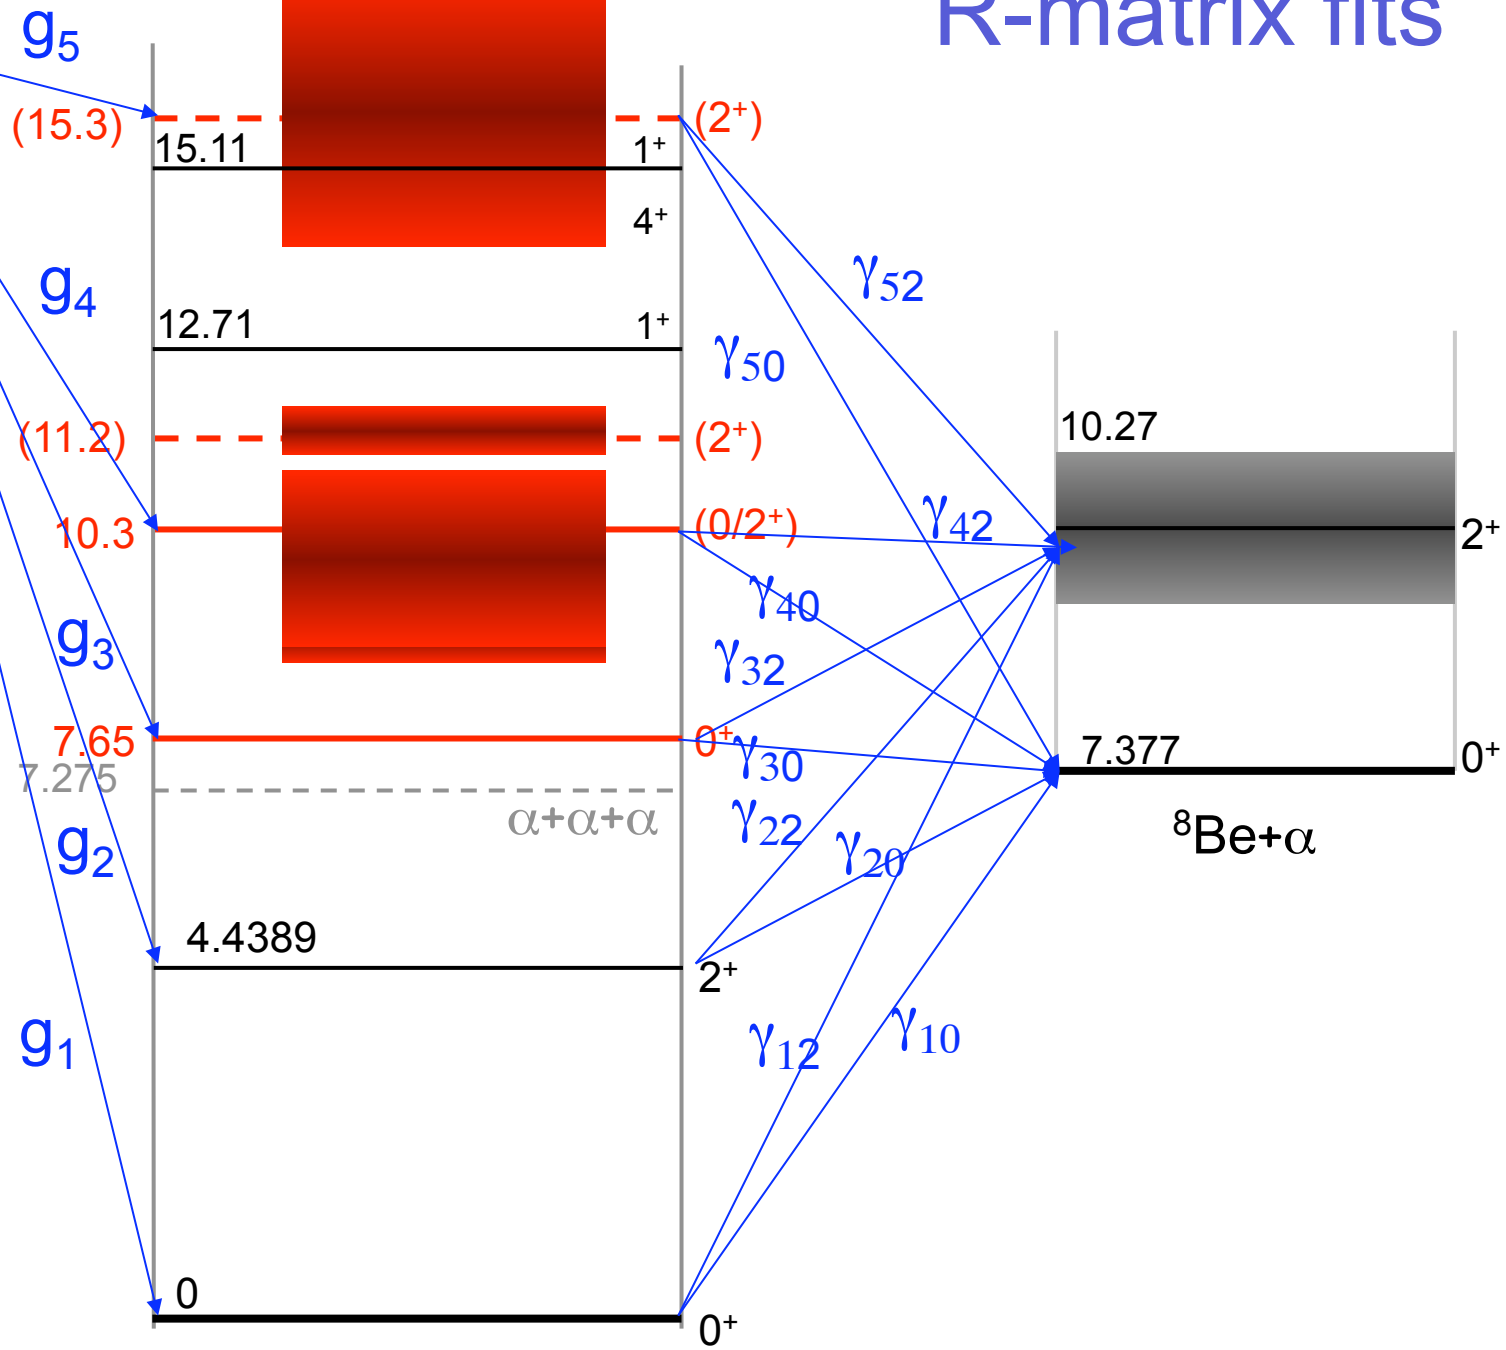 R-matrix fits
g₅
(15.3)
(2⁺)
15.11
1⁺
4⁺
g₄
γ₅₂
12.71
1⁺
γ₅₀
(11.2)
(2⁺)
10.27
10.3
(0/2⁺)
γ₄₂
2⁺
γ₄₀
g₃
γ₃₂
7.65
0⁺
γ₃₀
7.377
0⁺
7.275
α+α+α
γ₂₂
γ₂₀
⁸Be+α
g₂
4.4389
2⁺
g₁
γ₁₂
γ₁₀
0
0⁺